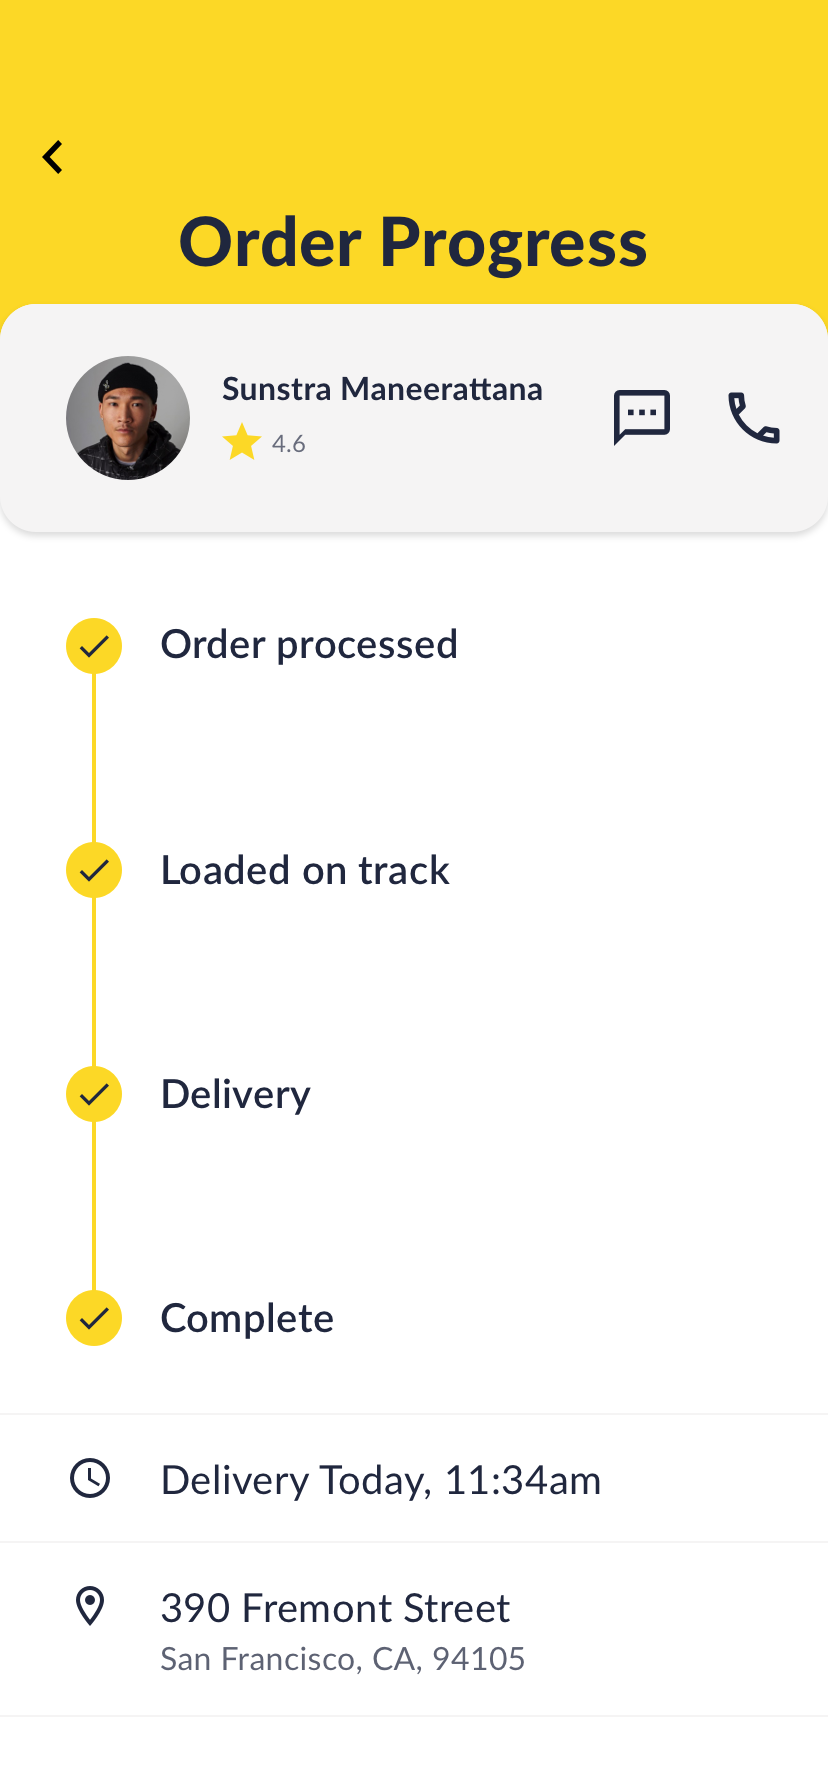 Order Progress
Sunstra Maneerattana
4.6
Order processed
Loaded on track
Delivery
Complete
Delivery Today, 11:34am
390 Fremont Street
San Francisco, CA, 94105